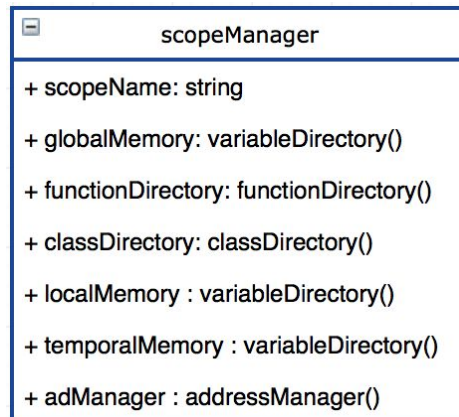 scopeManager
+ scopeName: string
+ globalMemory: variableDirectory()
+ functionDirectory: functionDirectory()
+ classDirectory: classDirectory()
+ localMemory : variableDirectory()
+ temporalMemory : variableDirectory()
+ adManager : addressManager()